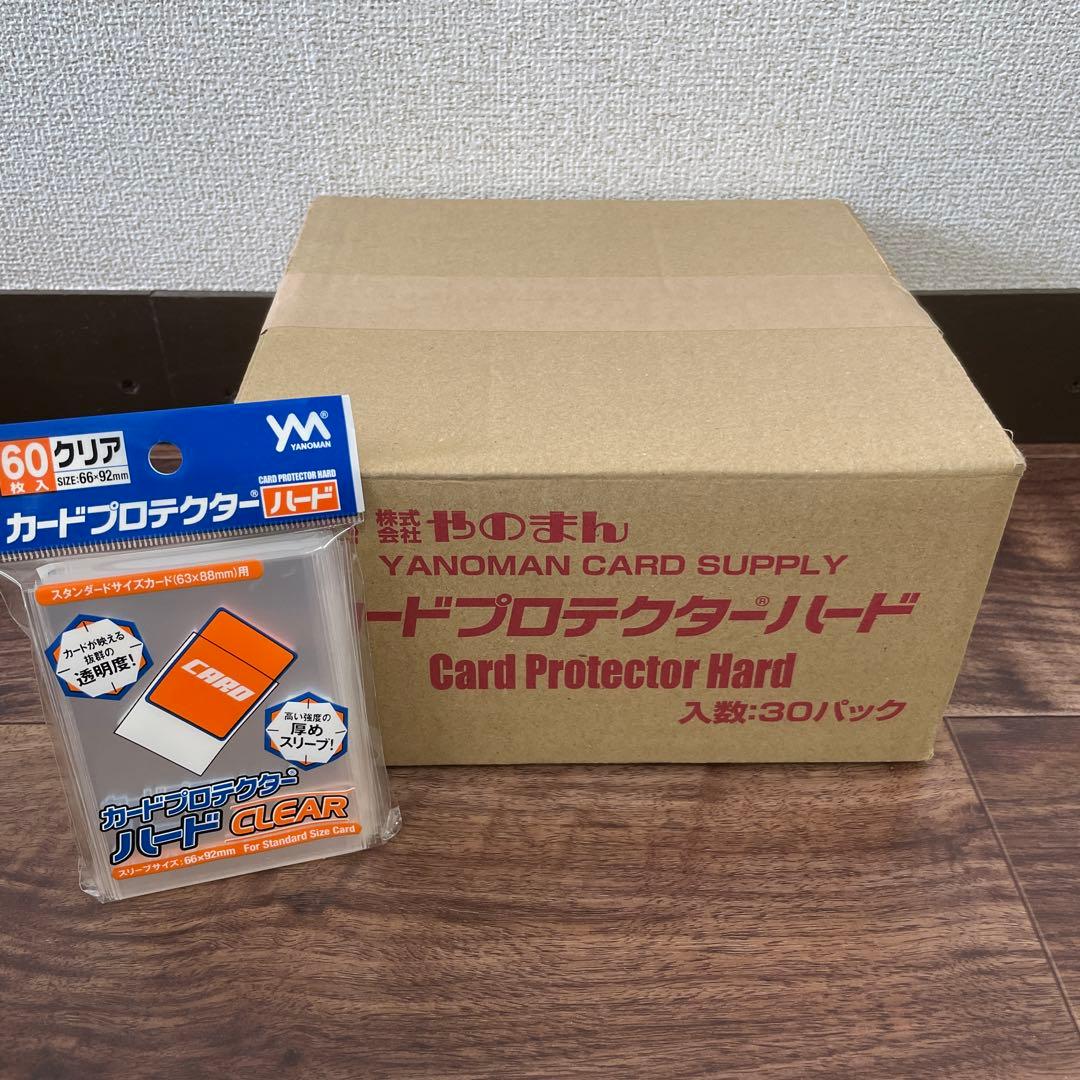 YM®
YANOMAN
60
枚入
クリア
SIZE:66×92mm
CARD PROTECTOR HARD
カードプロテクター®ハード
スタンダードサイズカード(63×88mm)用
カードが映える
抜群の
透明度!
CARD
高い強度の
厚め
スリーブ!
カードプロテクター
ハード CLEAR
スリーブサイズ:66×92mm For Standard Size Card
株式会社 やのまん
YANOMAN CARD SUPPLY
ードプロテクター®ハード
Card Protector Hard
入数:30パック